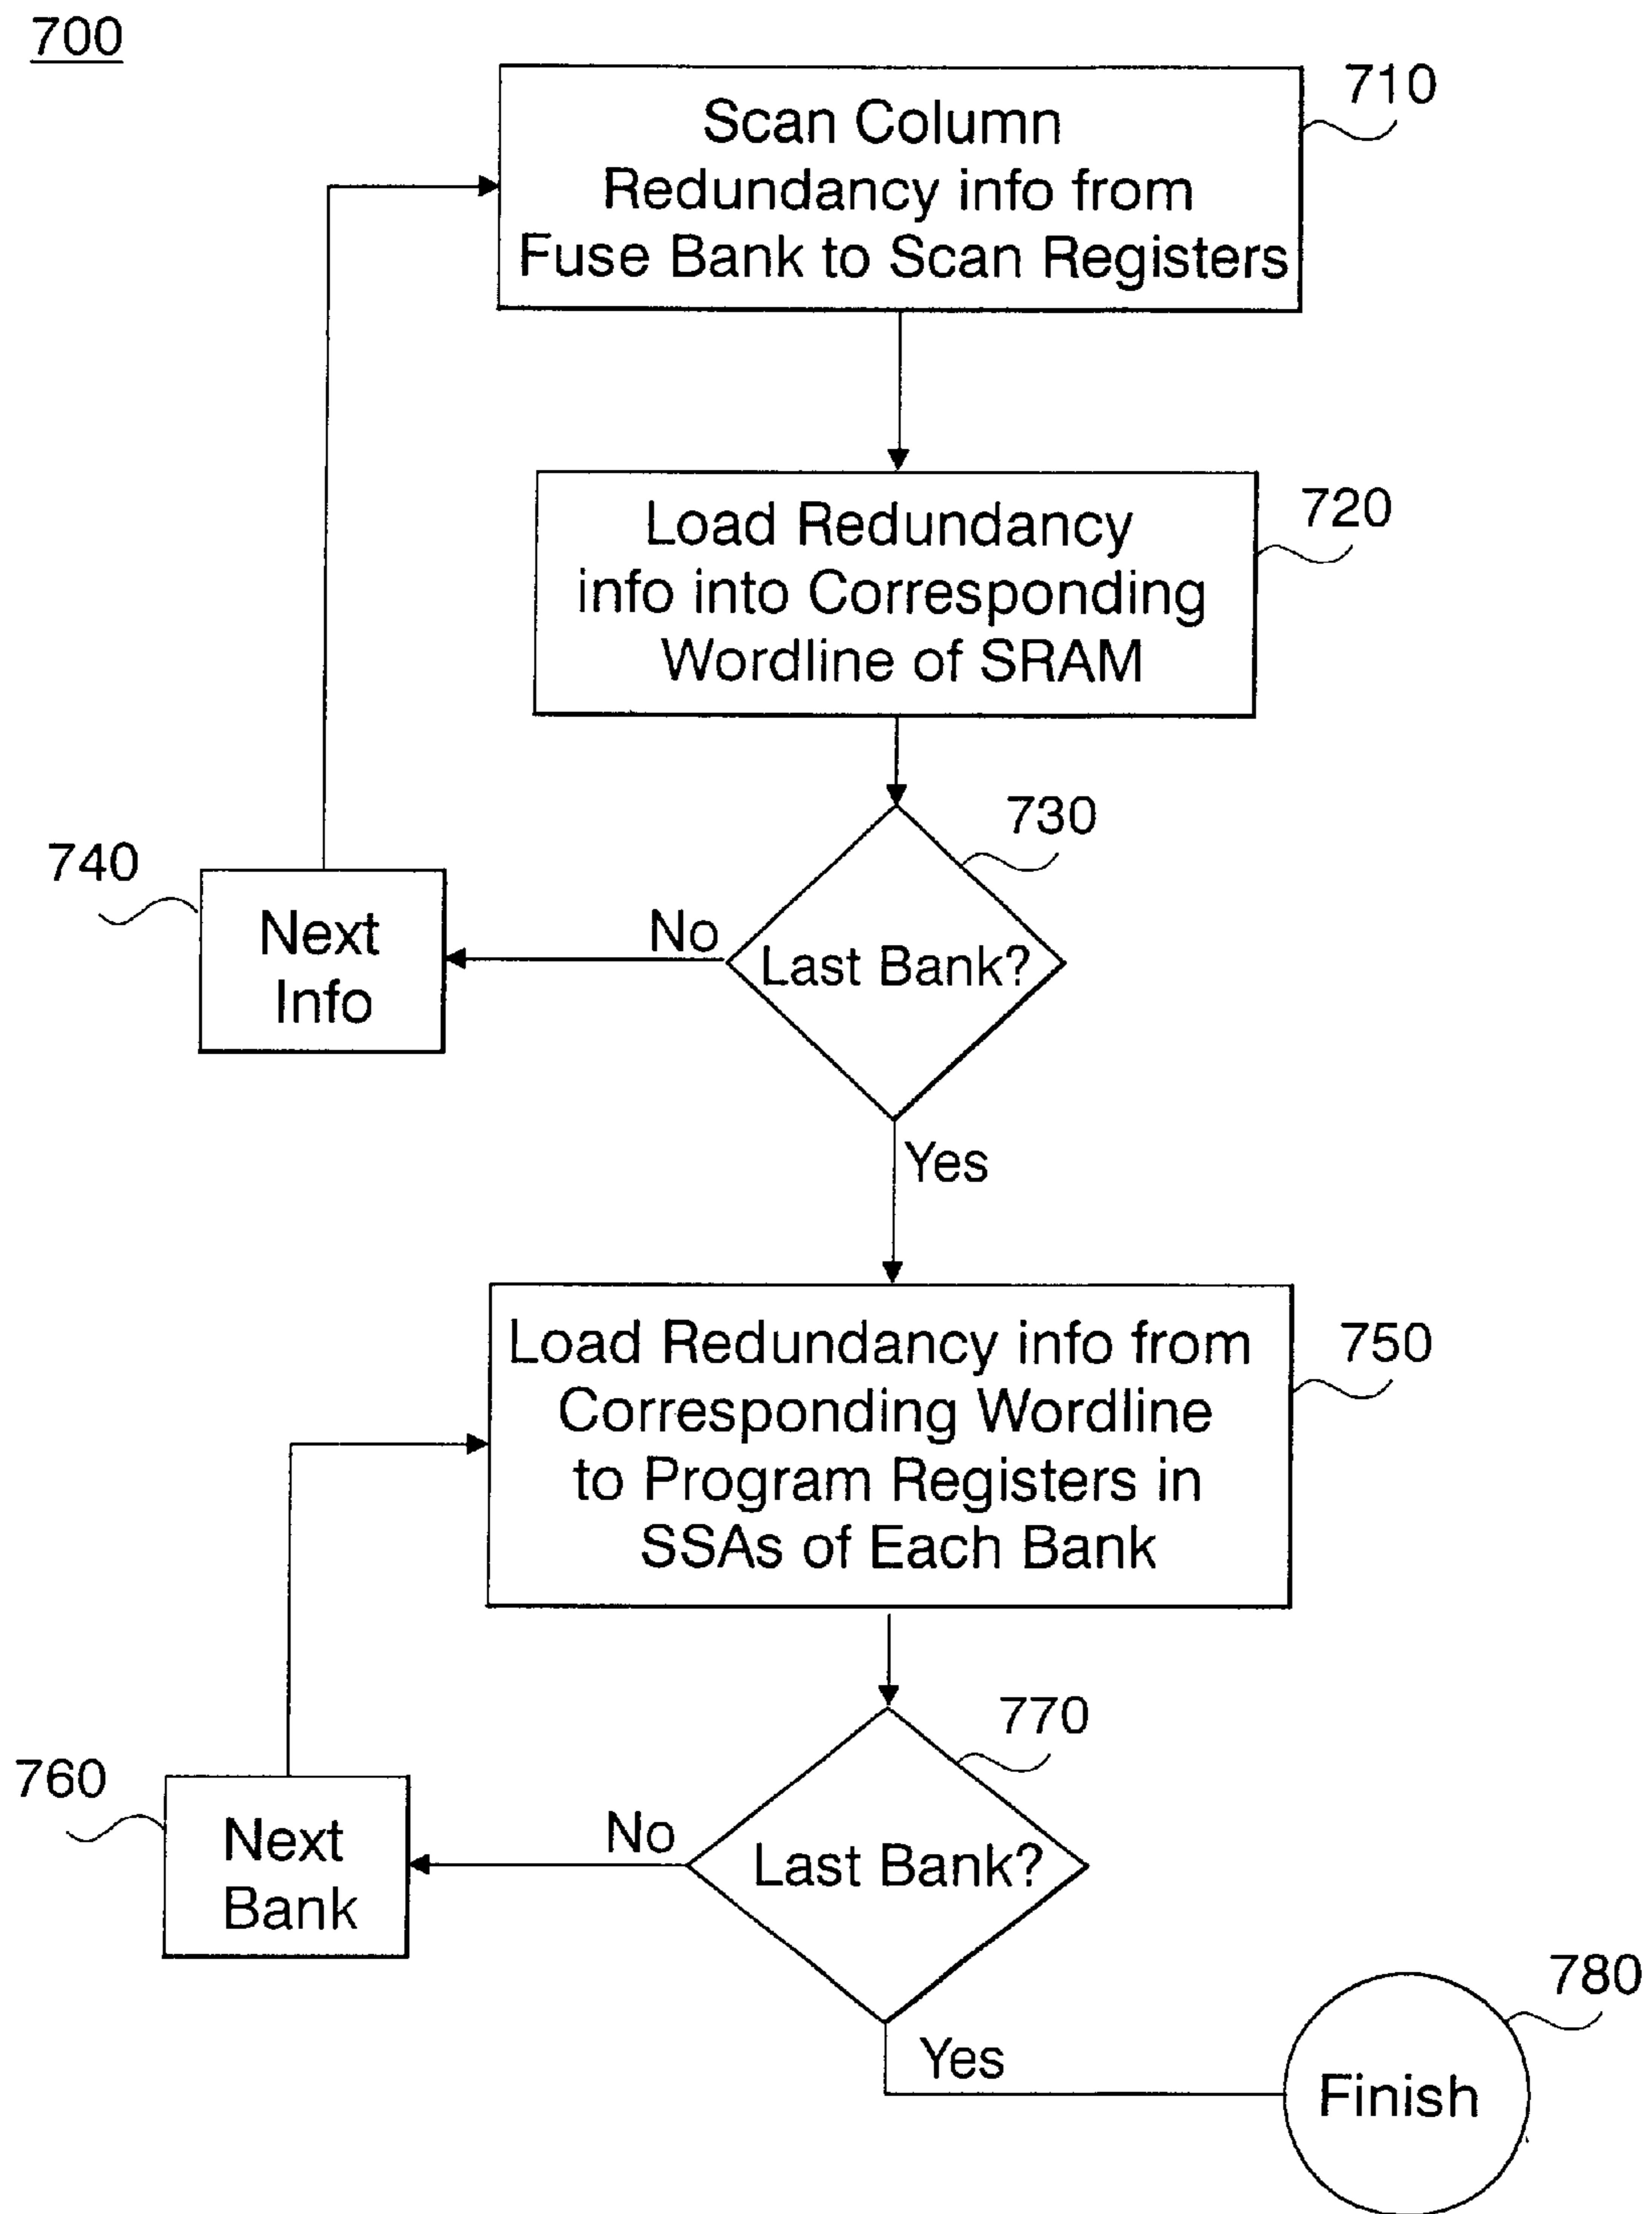 700
710
Scan Column
Redundancy info from
Fuse Bank to Scan Registers
720
Load Redundancy
info into Corresponding
Wordline of SRAM
730
740
Next
Info
No
Last Bank?
Yes
750
Load Redundancy info from
Corresponding Wordline
to Program Registers in
SSAs of Each Bank
770
760
Next
Bank
No
Last Bank?
Yes
780
Finish